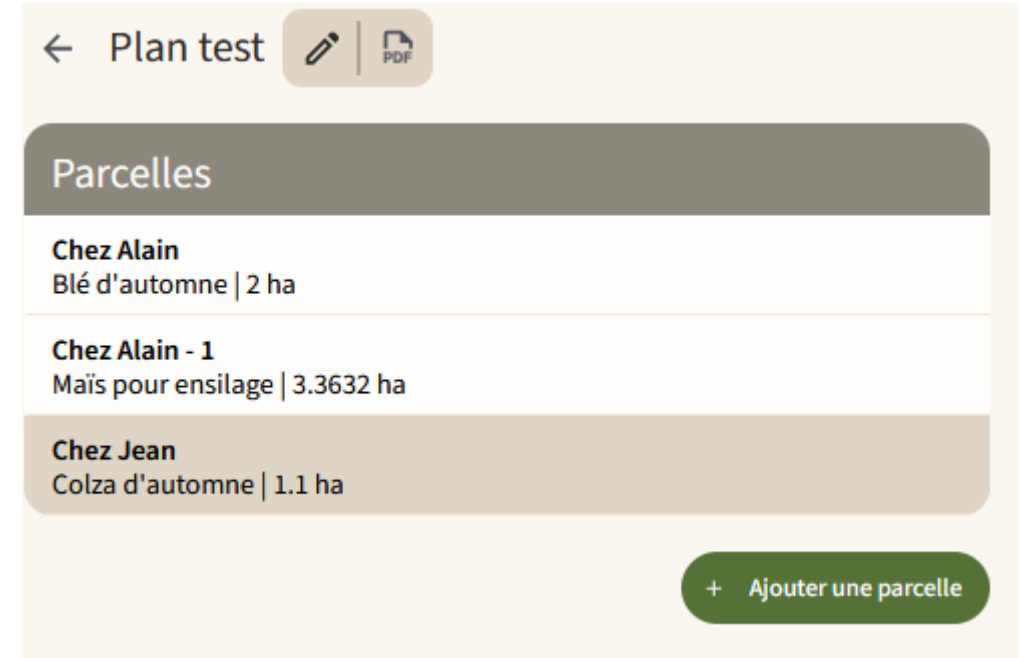 Plan test
PDF
Parcelles
Chez Alain
Blé d'automne | 2 ha
Chez Alain - 1
Maïs pour ensilage | 3.3632 ha
Chez Jean
Colza d'automne | 1.1 ha
+ Ajouter une parcelle